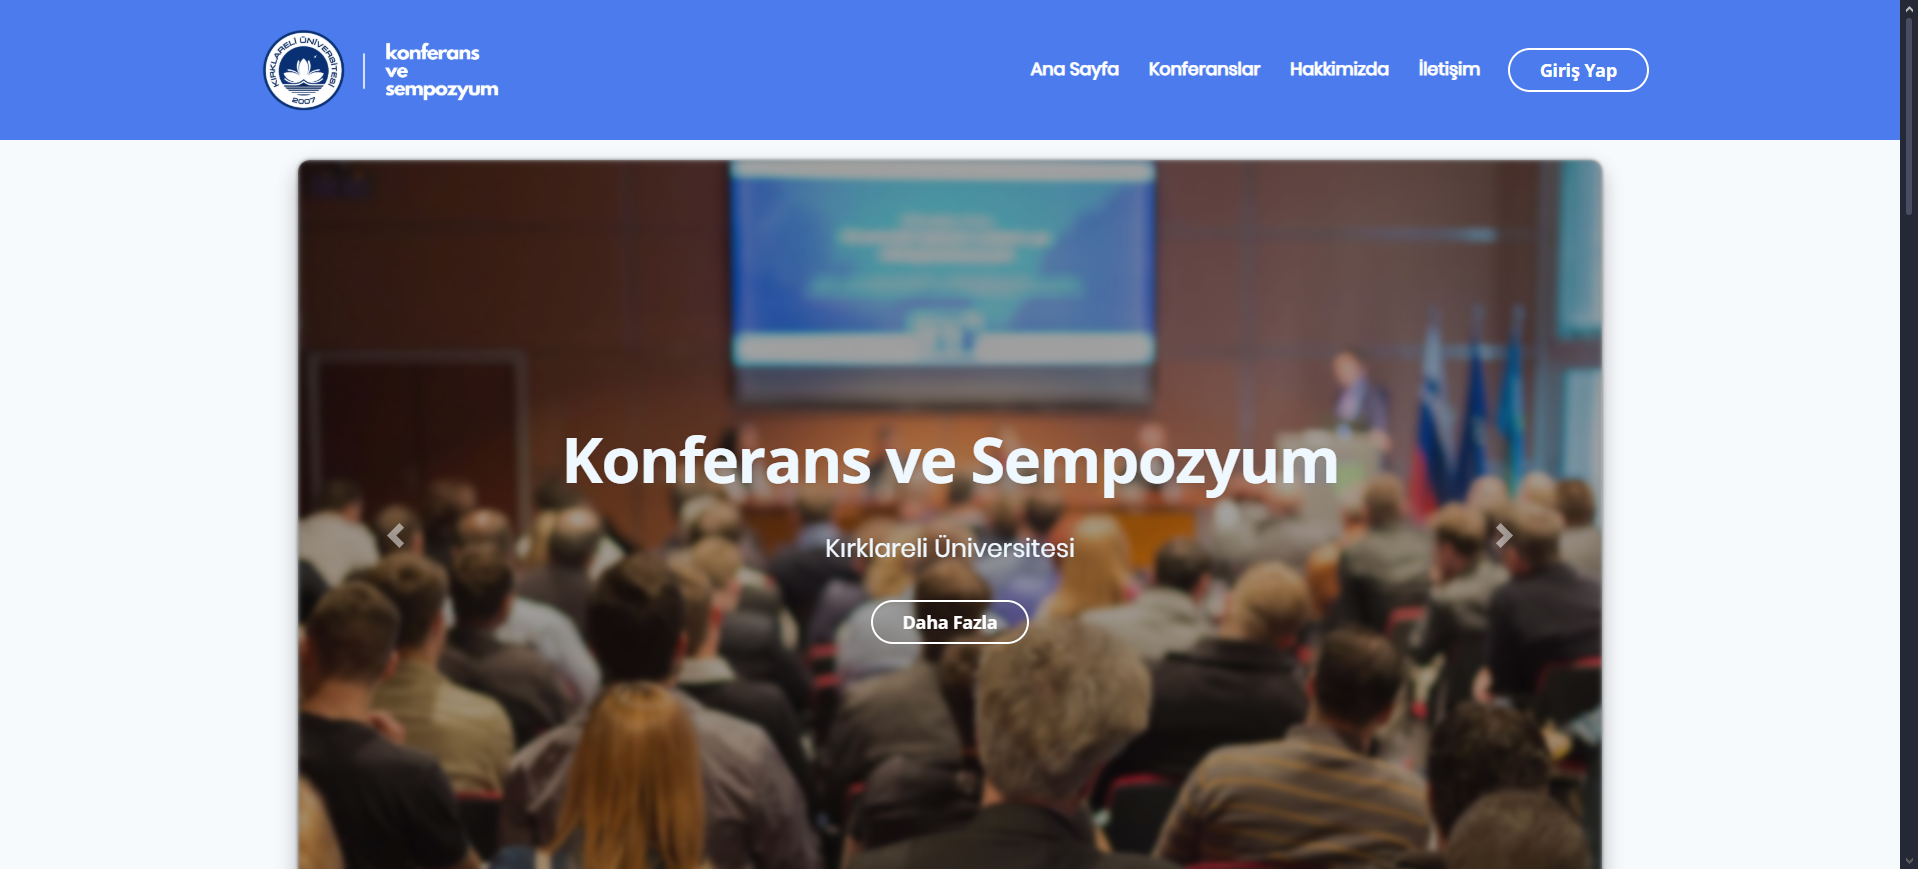 KIRKLARELİ ÜNİVERSİTESİ
2007
konferans
ve
sempozyum
Ana Sayfa
Konferanslar
Hakkimizda
İletişim
Giriş Yap
Konferans ve Sempozyum
Kırklareli Üniversitesi
Daha Fazla